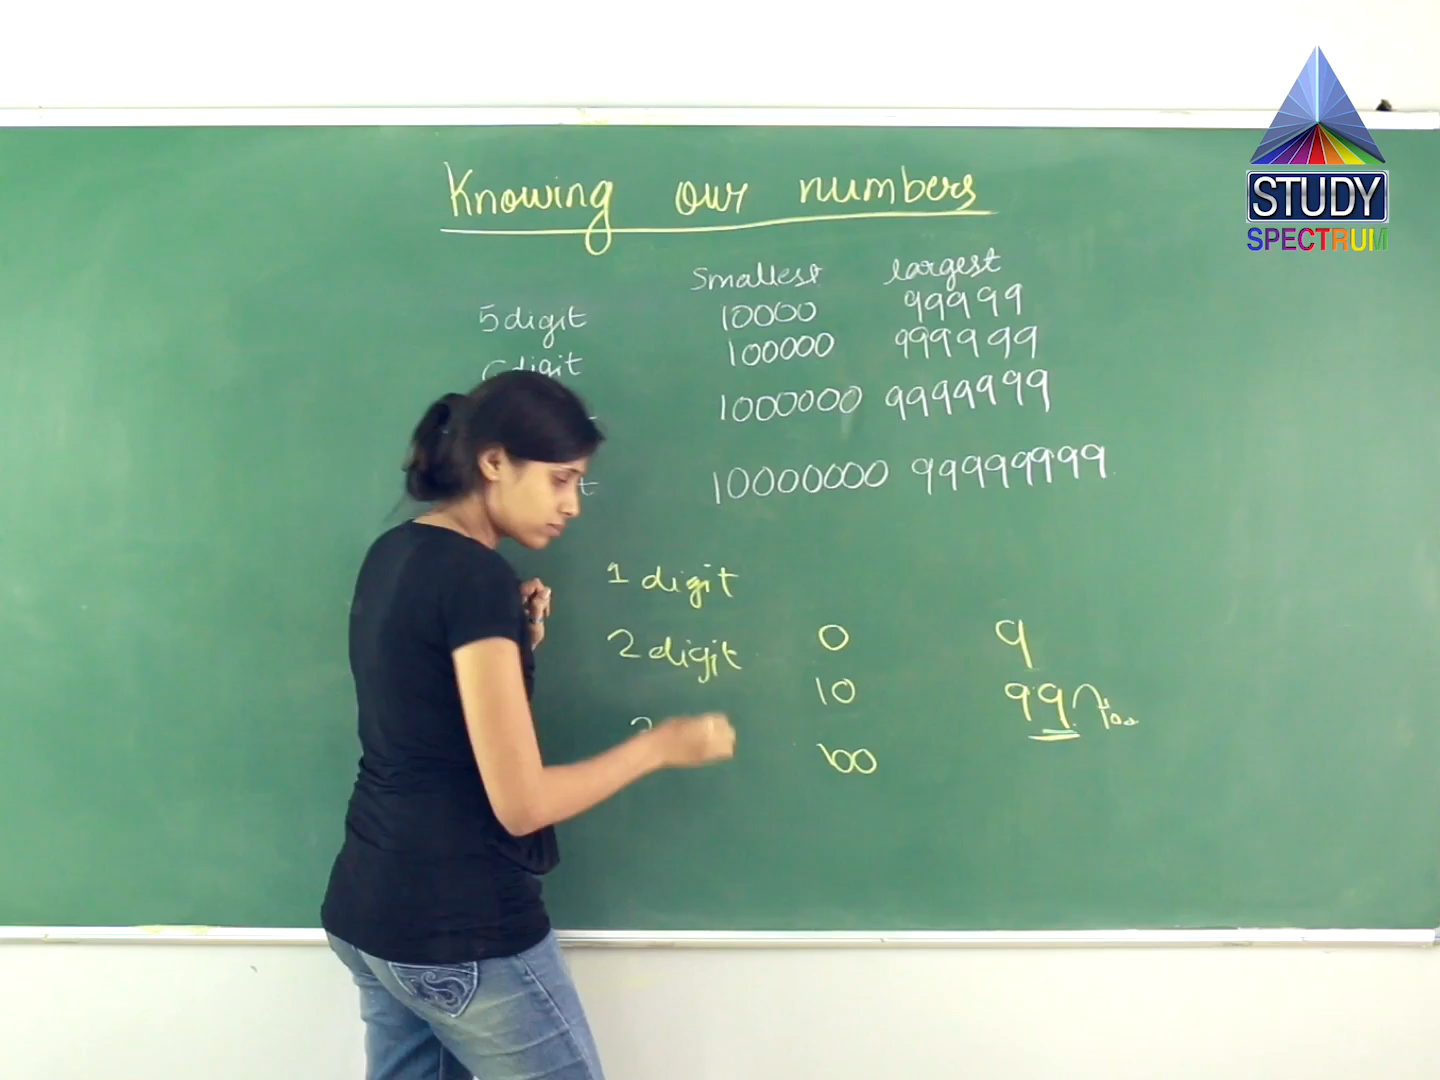 STUDY
SPECTRUM
Knowing our numbers
smallest largest
5 digit 10000 99999
digit 100000 999999
1000000 9999999
10000000 99999999
1 digit
2 digit 0 9
10 99
100